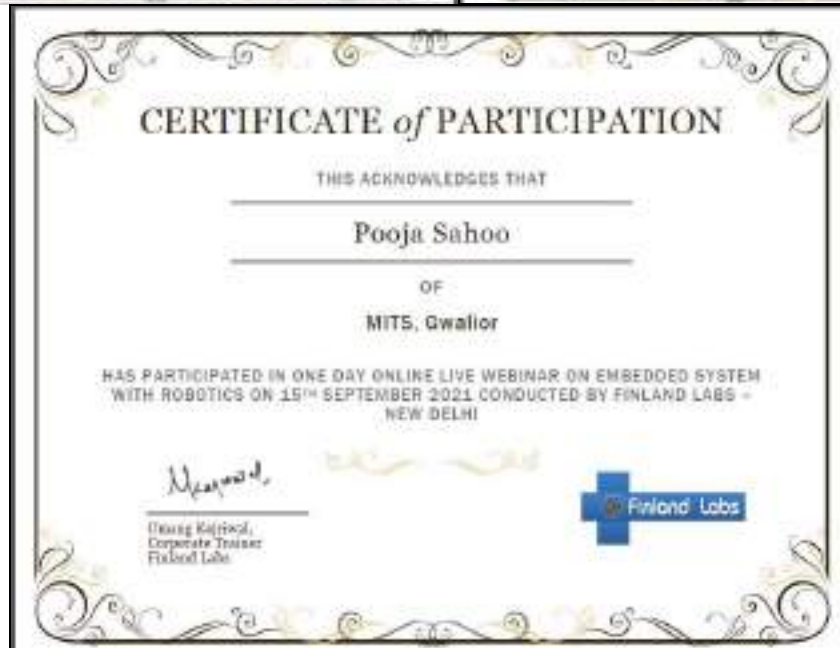 CERTIFICATE of PARTICIPATION
THIS ACKNOWLEDGES THAT
Pooja Sahoo
OF
MITS, Gwalior
HAS PARTICIPATED IN ONE DAY ONLINE LIVE WEBINAR ON EMBEDDED SYSTEM
WITH ROBOTICS ON 15TH SEPTEMBER 2021 CONDUCTED BY FINLAND LABS –
NEW DELHI
Umang Kejriwal,
Corporate Trainer
Finland Labs
Finland Labs